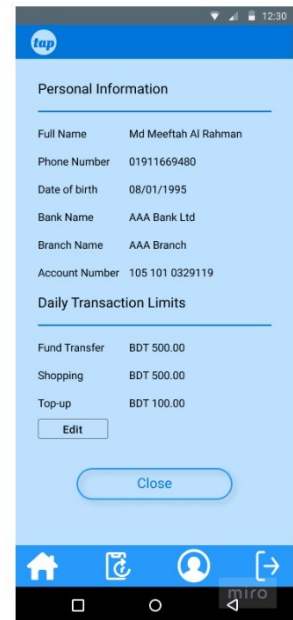 12:30
tap
Personal Information
Full Name Md Meeftah Al Rahman
Phone Number 01911669480
Date of birth 08/01/1995
Bank Name AAA Bank Ltd
Branch Name AAA Branch
Account Number 105 101 0329119
Daily Transaction Limits
Fund Transfer BDT 500.00
Shopping BDT 500.00
Top-up BDT 100.00
Edit
Close
miro